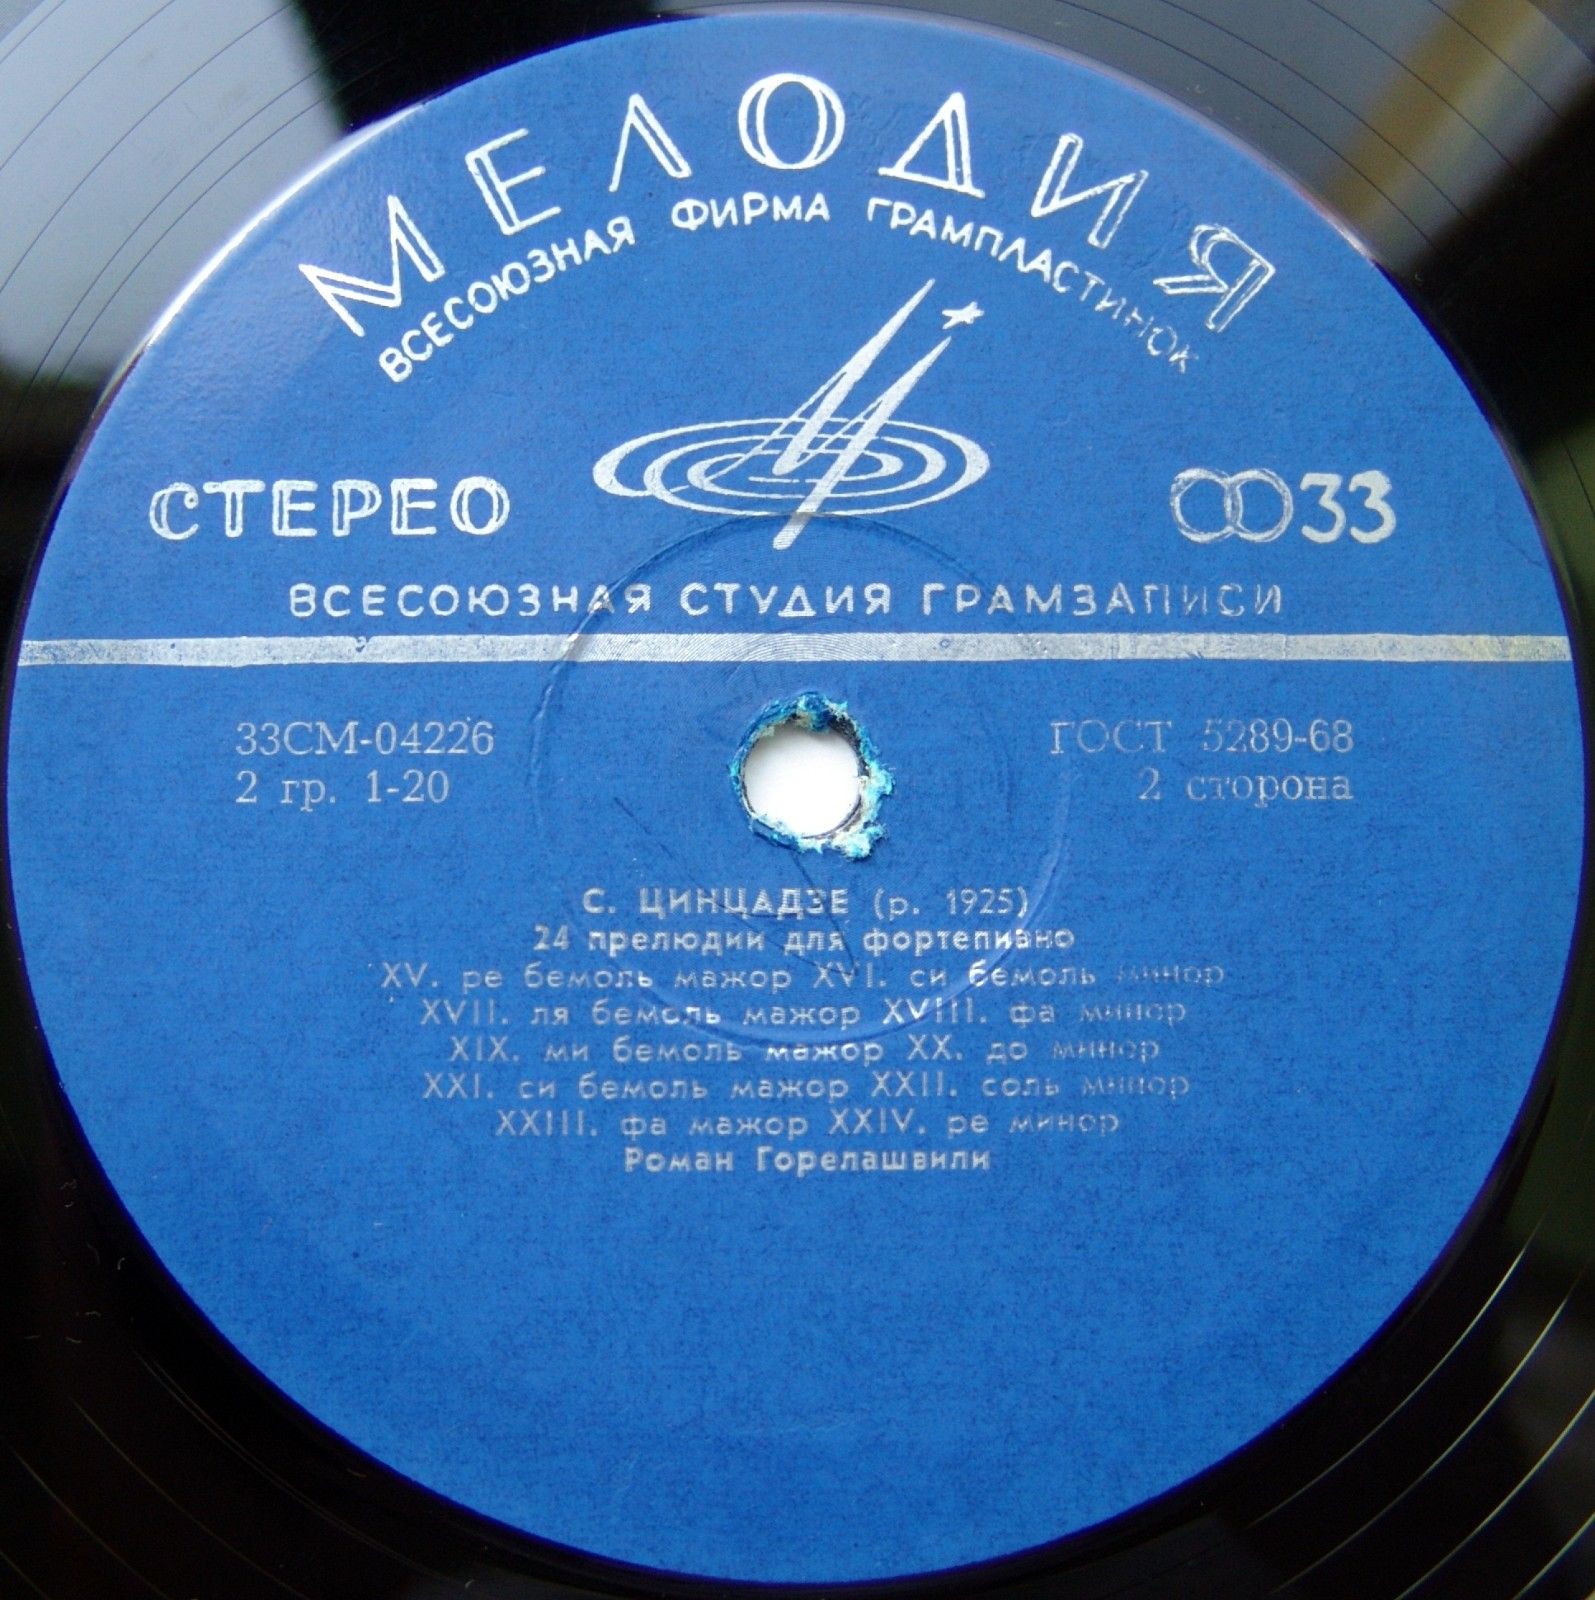 МЕЛОДИЯ
ВСЕСОЮЗНАЯ ФИРМА ГРАМПЛАСТИНОК
СТЕРЕО 33
ВСЕСОЮЗНАЯ СТУДИЯ ГРАМЗАПИСИ
33СМ-04226 ГОСТ 5289-68
2 гр. 1-20 2 сторона
С. ЦИНЦАДЗЕ (р. 1925)
24 прелюдии для фортепиано
XV. ре бемоль мажор XVI. си бемоль минор
XVII. ля бемоль мажор XVIII. фа минор
XIX. ми бемоль мажор XX. до минор
XXI. си бемоль мажор XXII. соль минор
XXIII. фа мажор XXIV. ре минор
Роман Горелашвили